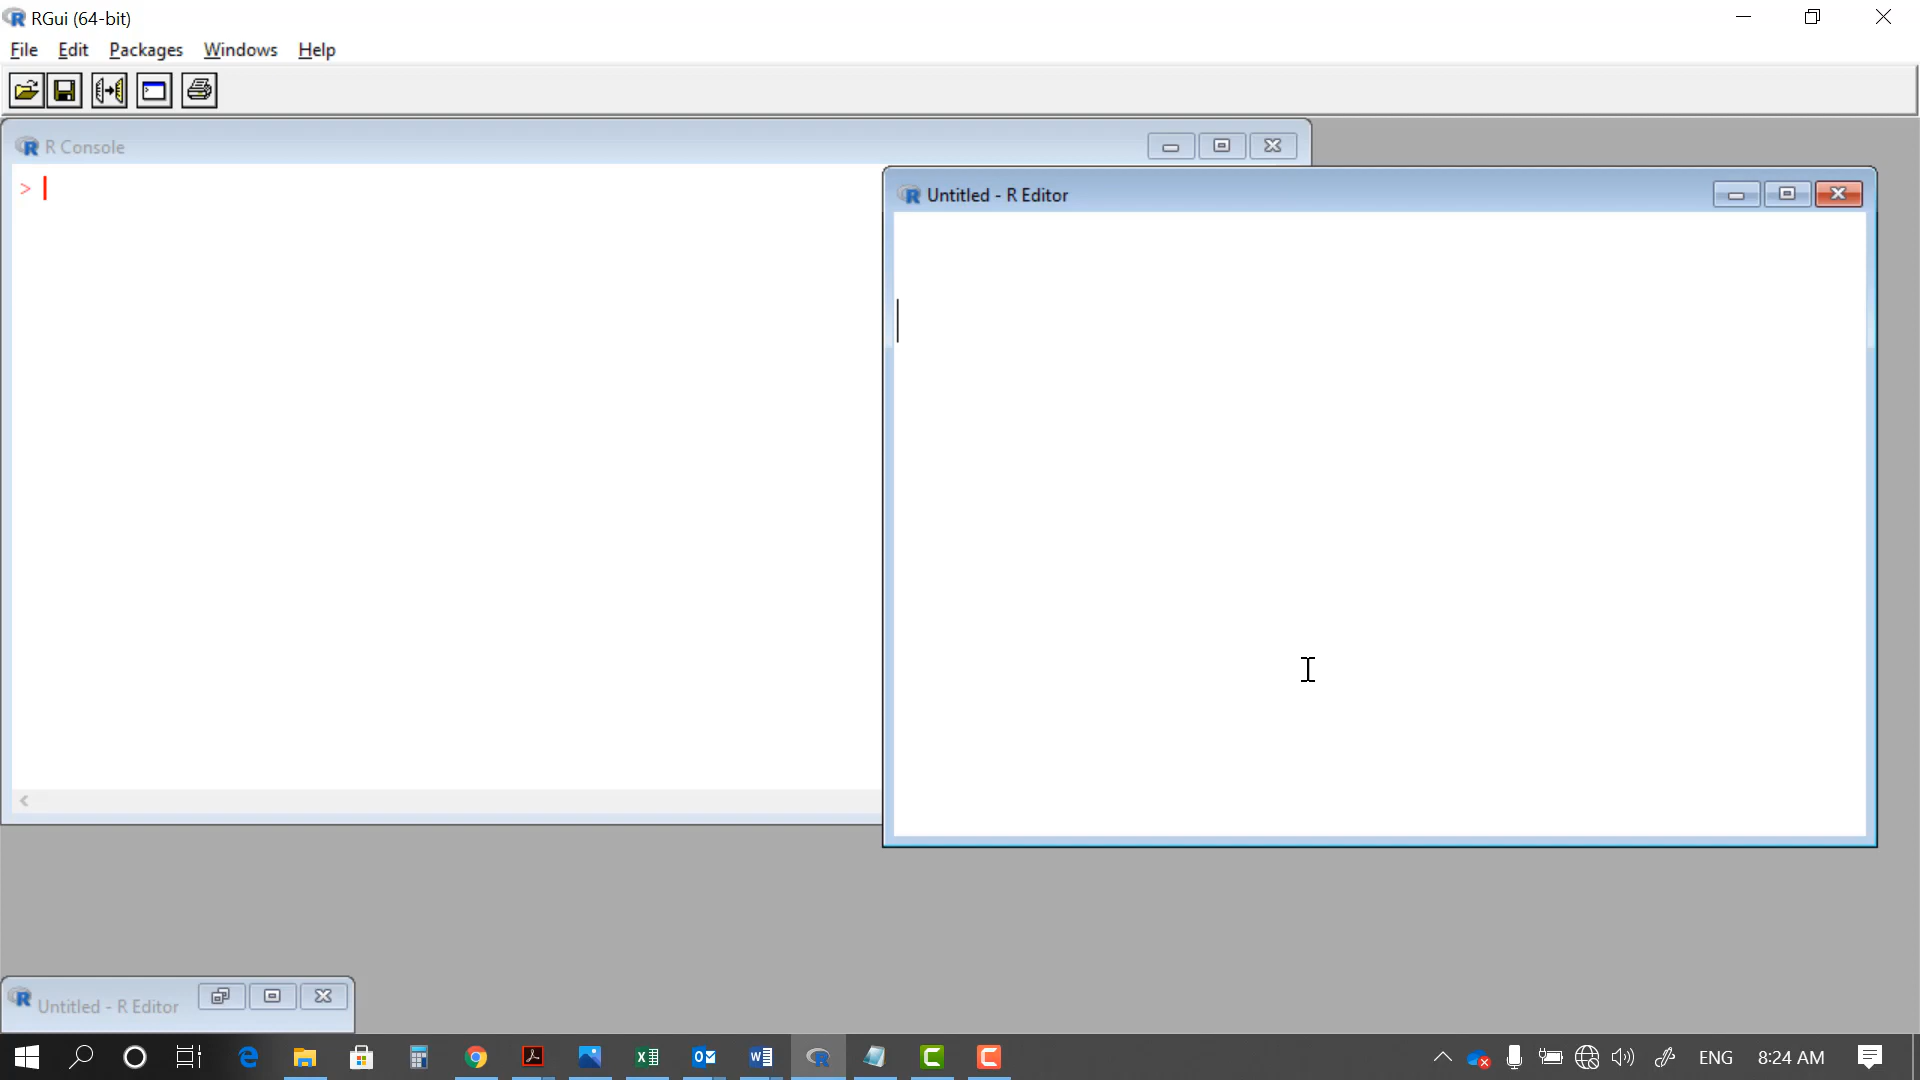 RGui (64-bit)
File Edit Packages Windows Help
R Console
>
Untitled - R Editor
Untitled - R Editor
ENG 8:24 AM